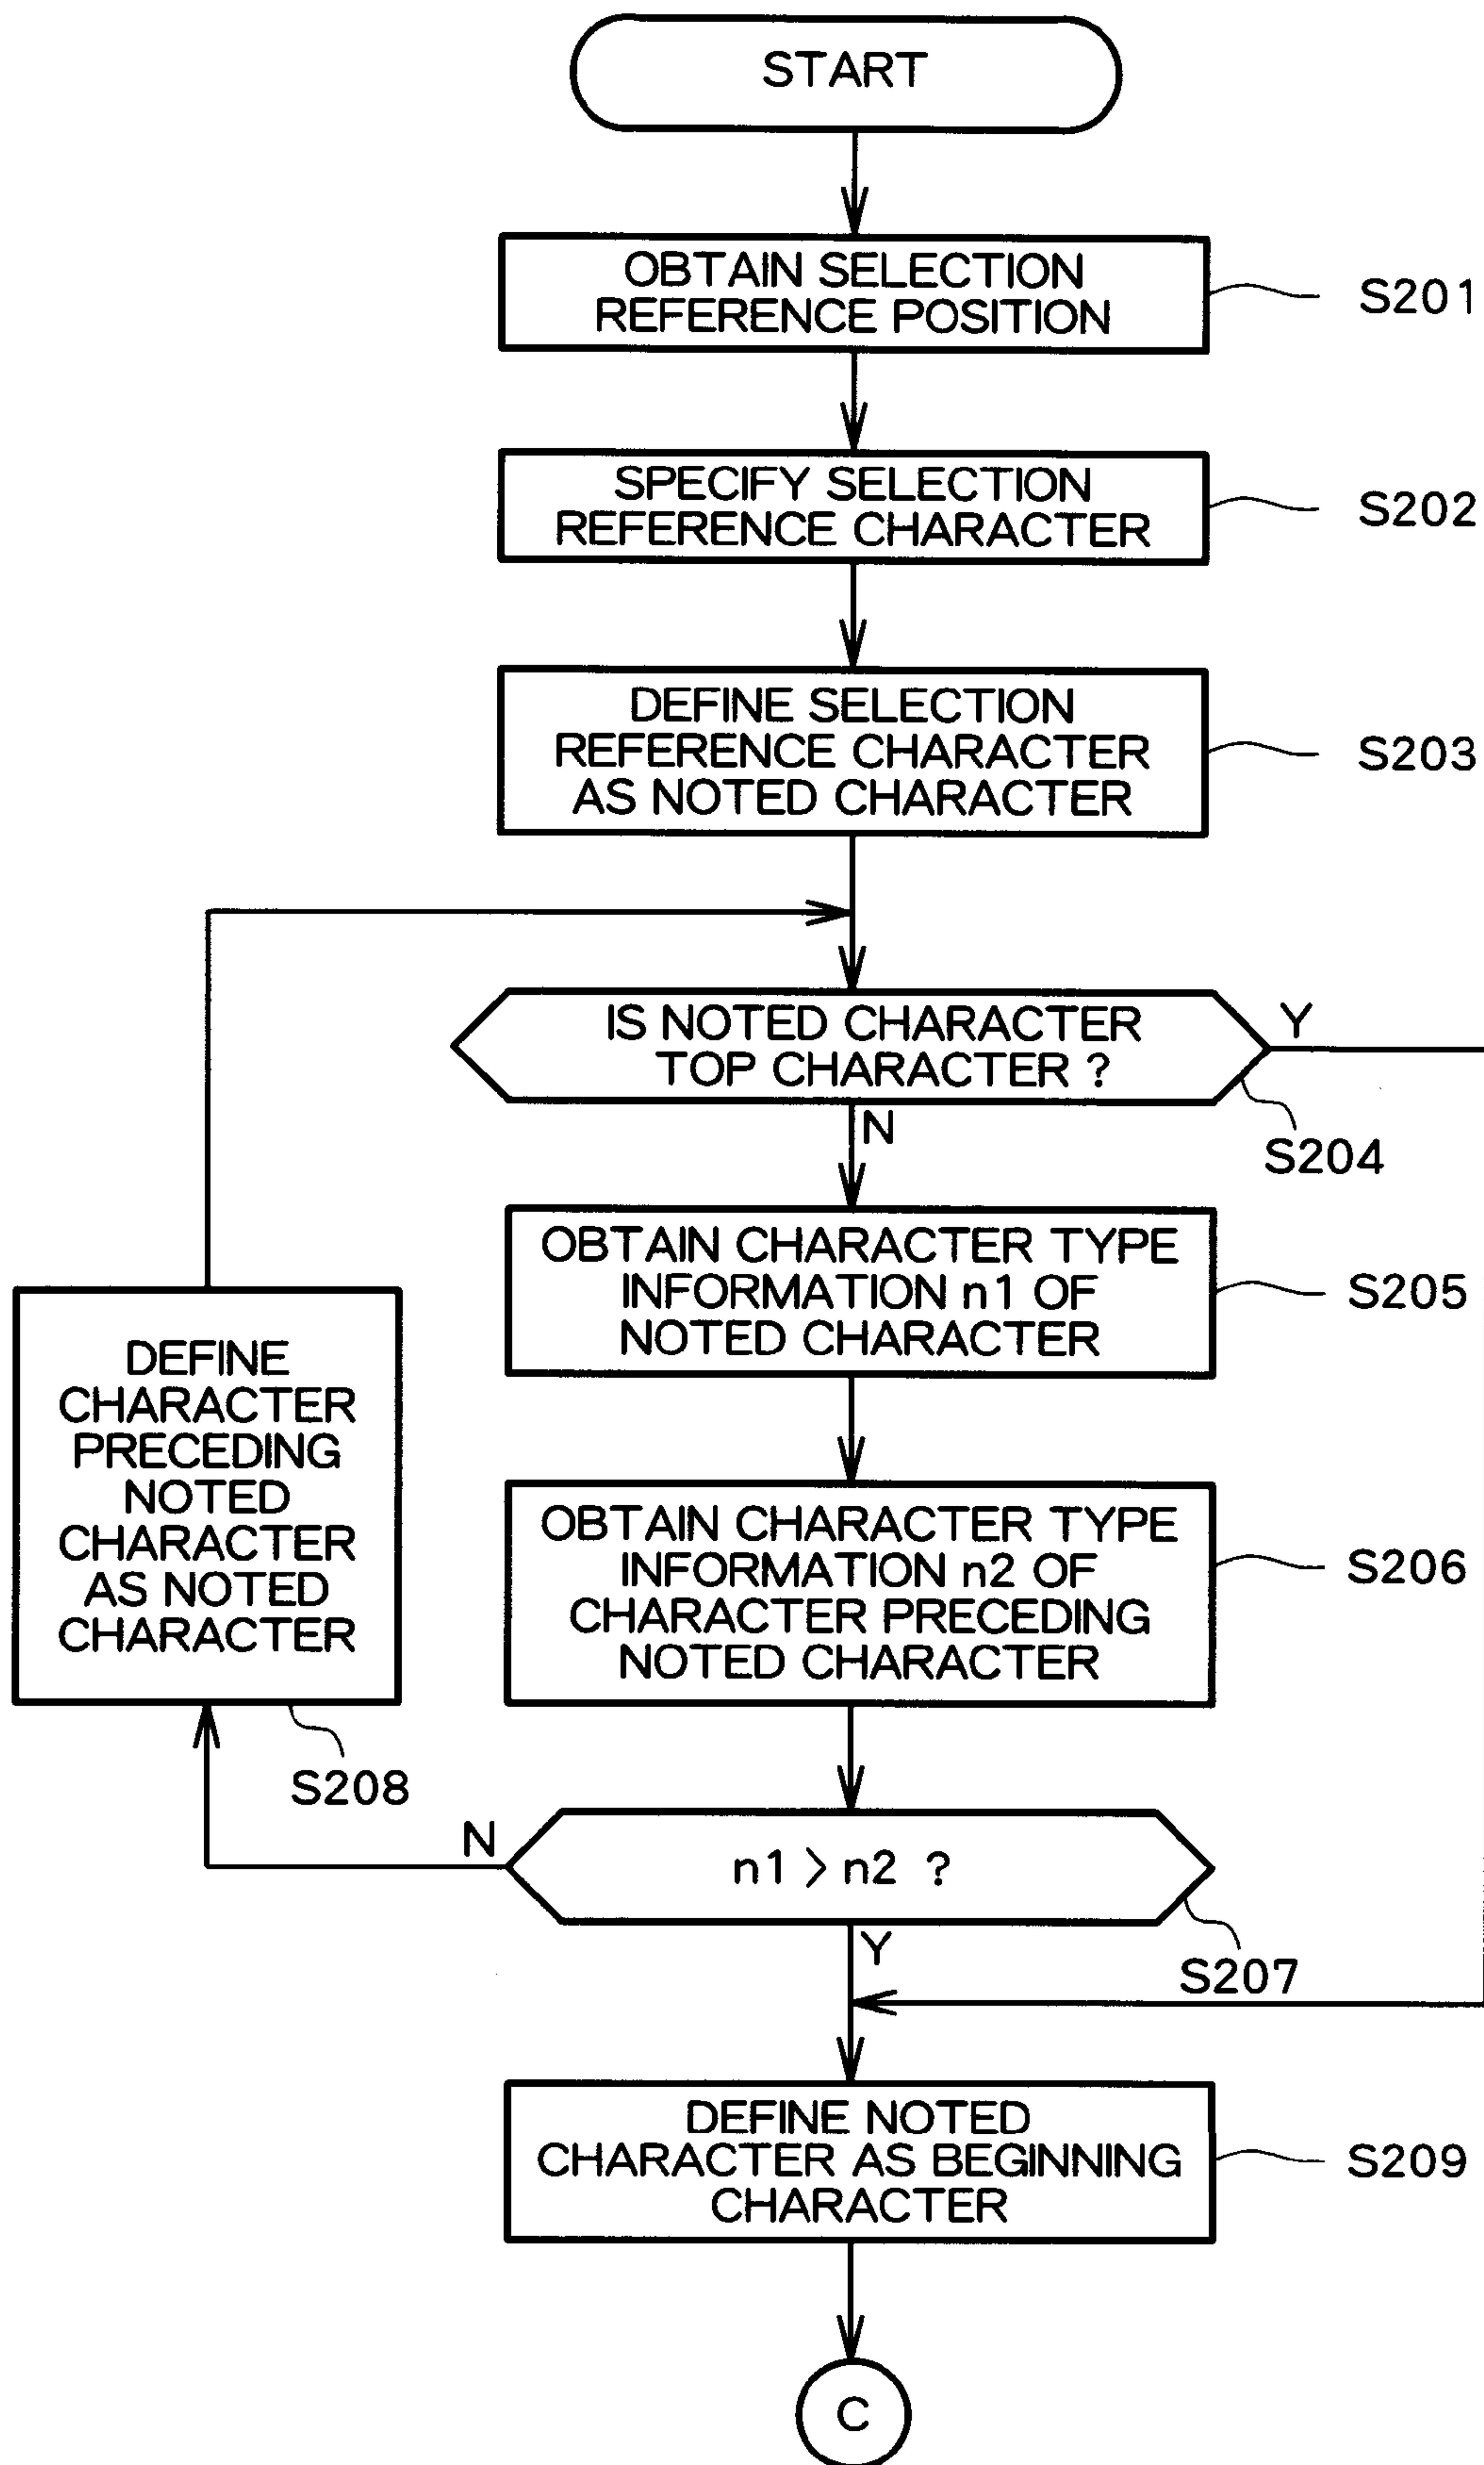 START
OBTAIN SELECTION
REFERENCE POSITION
S201
SPECIFY SELECTION
REFERENCE CHARACTER
S202
DEFINE SELECTION
REFERENCE CHARACTER
AS NOTED CHARACTER
S203
IS NOTED CHARACTER
TOP CHARACTER ?
Y
N
S204
OBTAIN CHARACTER TYPE
INFORMATION n1 OF
NOTED CHARACTER
S205
DEFINE
CHARACTER
PRECEDING
NOTED
CHARACTER
AS NOTED
CHARACTER
S208
OBTAIN CHARACTER TYPE
INFORMATION n2 OF
CHARACTER PRECEDING
NOTED CHARACTER
S206
N
n1 > n2 ?
Y
S207
DEFINE NOTED
CHARACTER AS BEGINNING
CHARACTER
S209
C